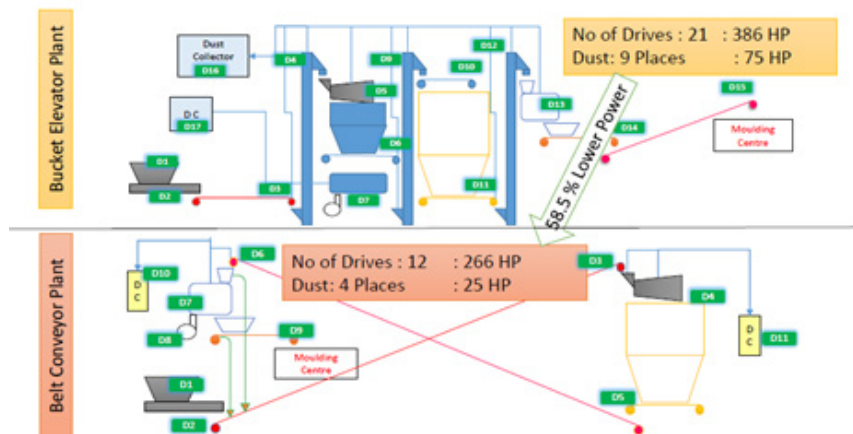 Bucket Elevator Plant
Dust
Collector
D16
D C
D17
D1
D2
D3
D4
D5
D6
D7
D9
D10
D11
D12
D13
D14
D15
No of Drives : 21 : 386 HP
Dust: 9 Places : 75 HP
Moulding
Centre
58.5 % Lower Power
Belt Conveyor Plant
D6
D10
D
C
D7
D8
D9
D1
D2
No of Drives : 12 : 266 HP
Dust: 4 Places : 25 HP
Moulding
Centre
D3
D4
D
C
D11
D5